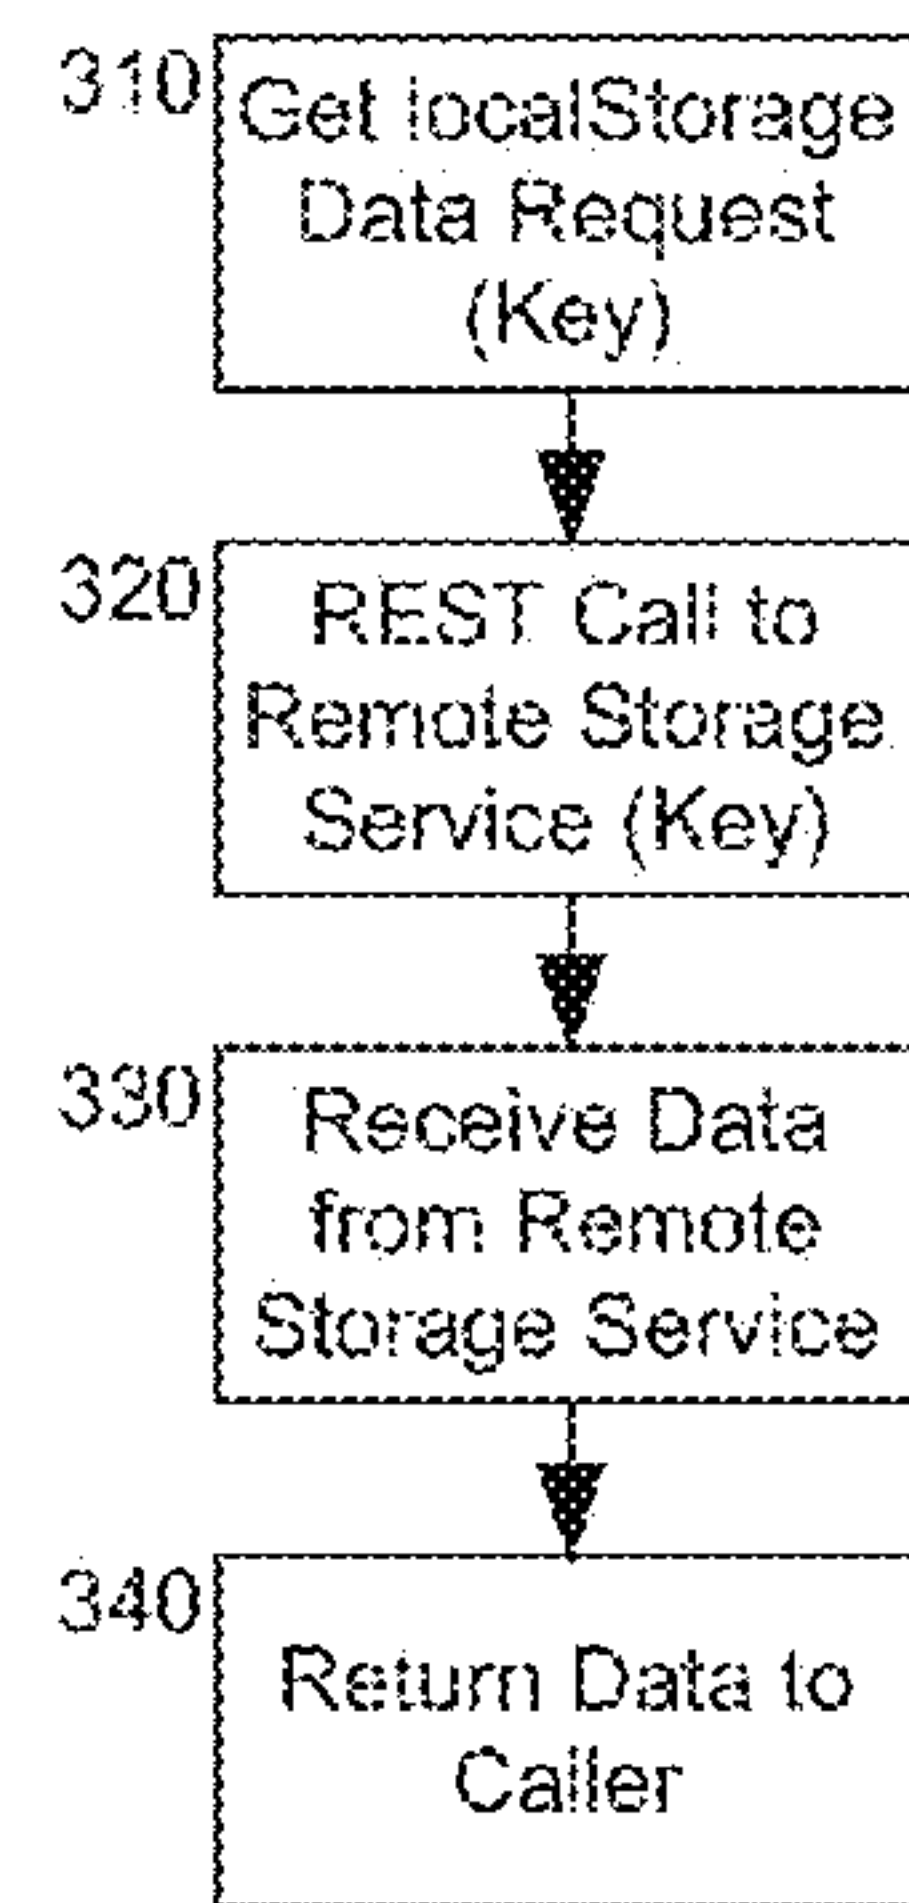 310
Get localStorage
Data Request
(Key)
320
REST Call to
Remote Storage
Service (Key)
330
Receive Data
from Remote
Storage Service
340
Return Data to
Caller